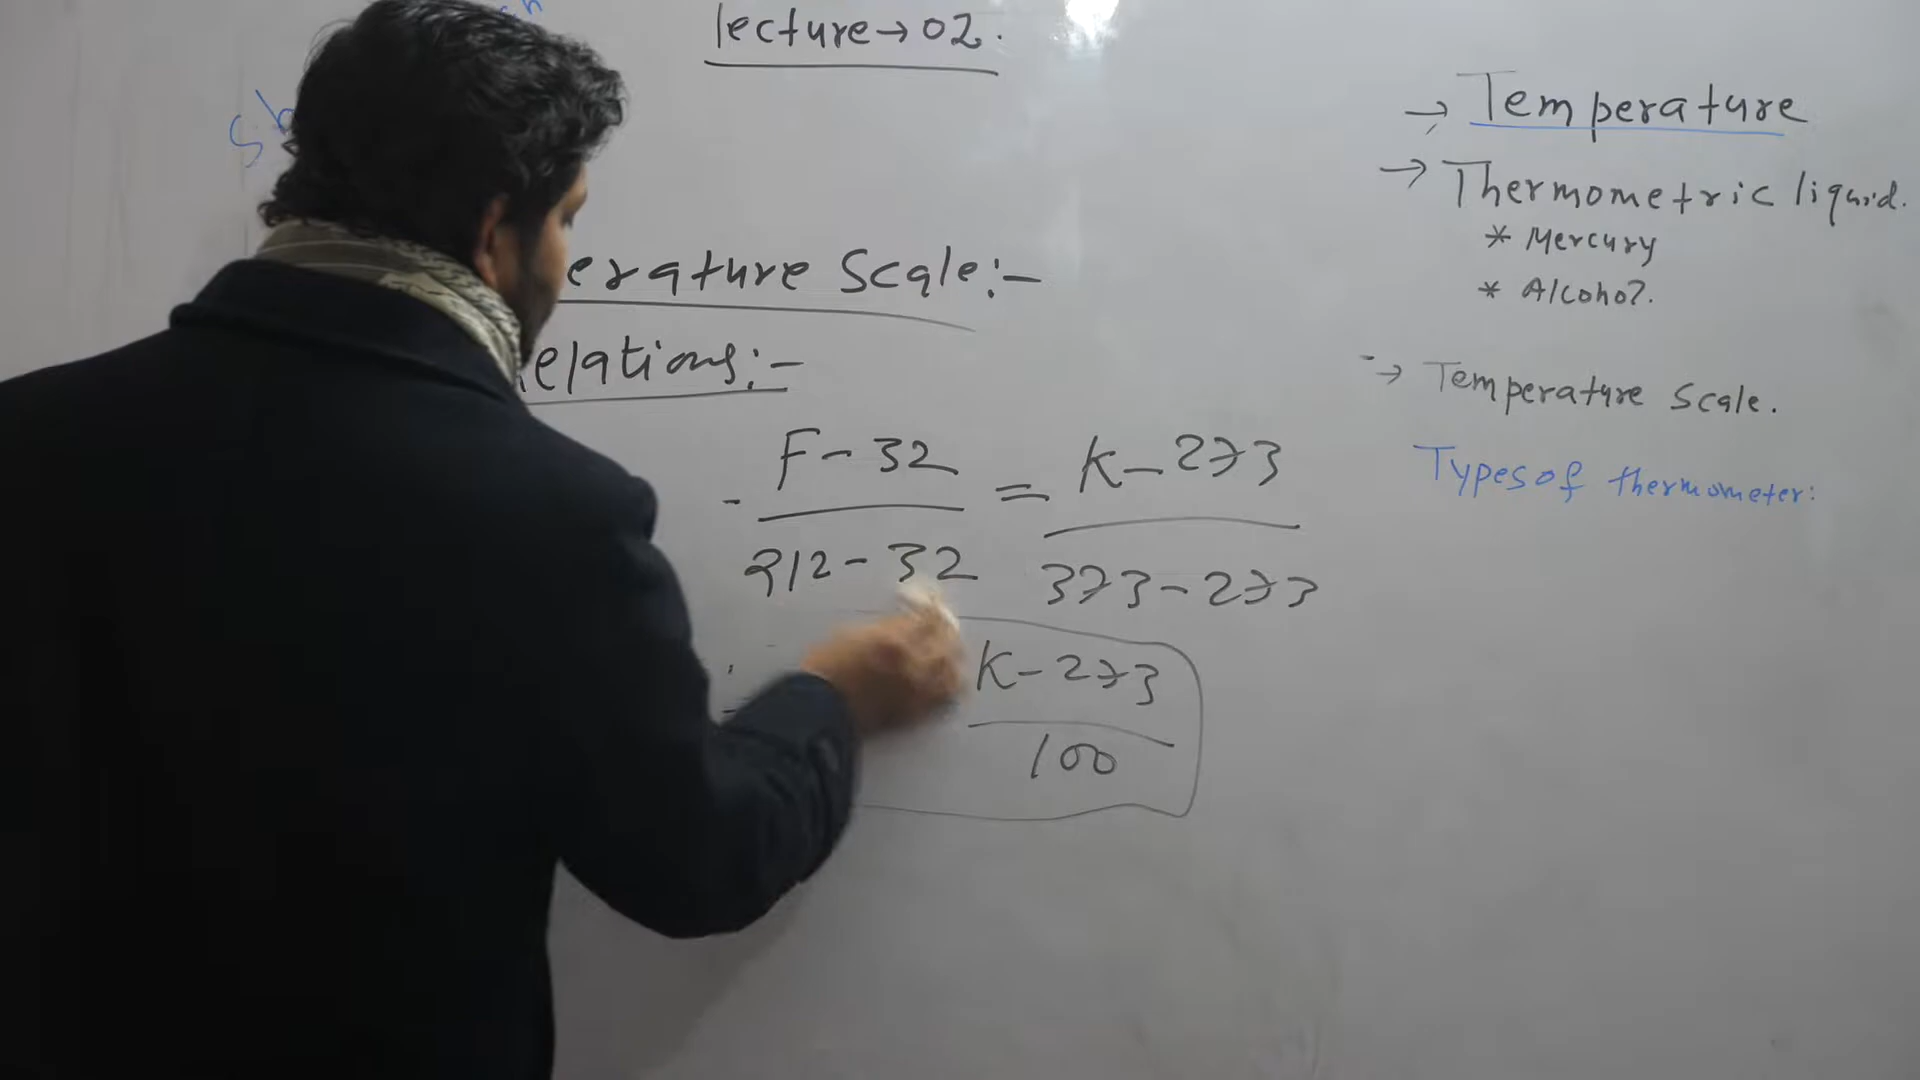 lecture → 02.
erature Scale:-
elations:-
F - 32 = K - 273
212 - 32 373 - 273
K - 273
100
→ Temperature
→ Thermometric liquid.
* Mercury
* Alcohol.
→ Temperature Scale.
Types of thermometer: